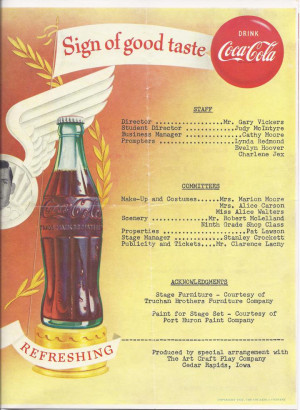 Sign of good taste
DRINK
Coca-Cola
STAFF
Director ............Mr. Gary Vickers
Student Director ..........Judy McIntyre
Business Manager ...........Cathy Moore
Prompters ................Lynda Redmond
Evelyn Hoover
Charlene Jex
COMMITTEES
Make-Up and Costumes.....Mrs. Marion Moore
Mrs. Alice Carson
Miss Alice Walters
Scenery .......Mr. Robert McLelland
Ninth Grade Shop Class
Properties ................Pat Lawson
Stage Manager ........Stanley Crockett
Publicity and Tickets....Mr. Clarence Lacny
ACKNOWLEDGMENTS
Stage Furniture - Courtesy of
Truchan Brothers Furniture Company
Paint for Stage Set - Courtesy of
Port Huron Paint Company
Coca-Cola
REFRESHING
Produced by special arrangement with
The Art Craft Play Company
Cedar Rapids, Iowa